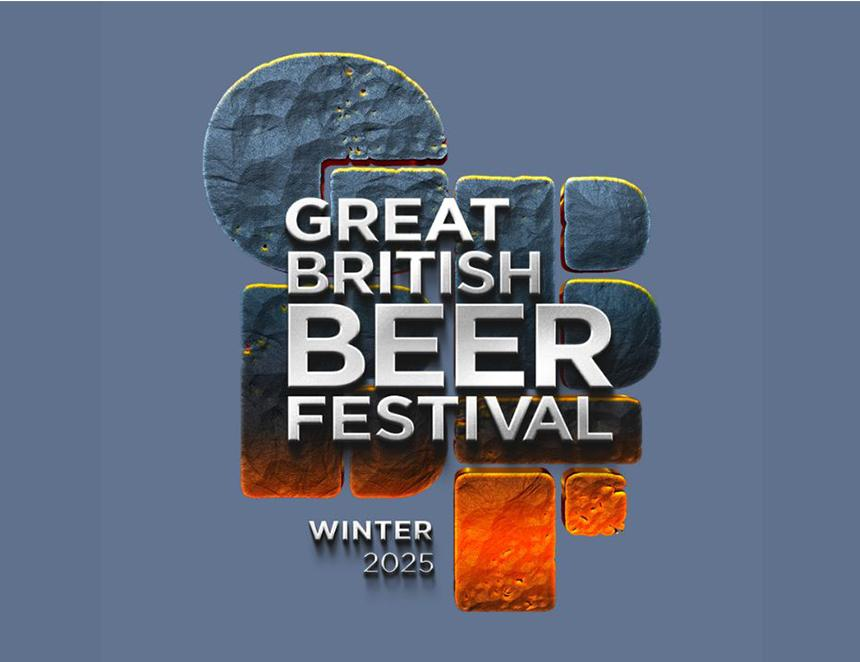 GREAT
BRITISH
BEER
FESTIVAL
WINTER
2025